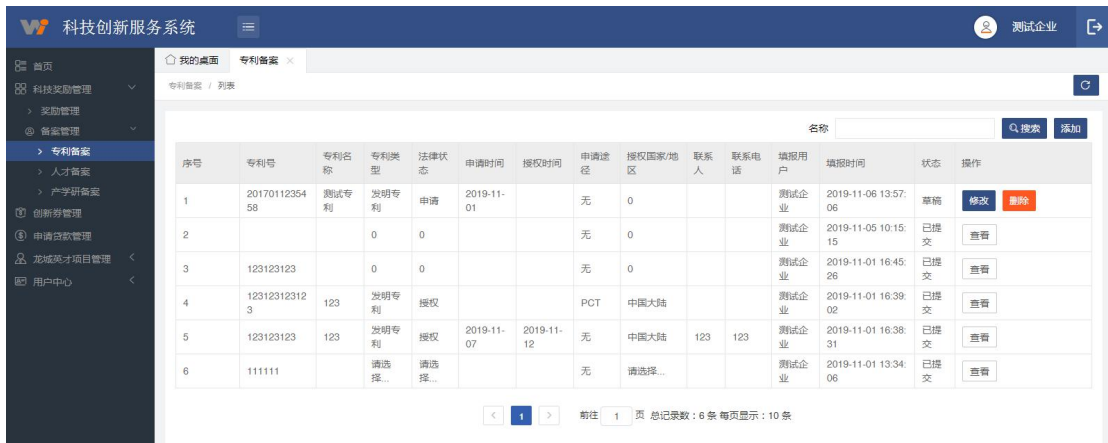 科技创新服务系统
测试企业
首页
科技奖励管理
奖励管理
备案管理
专利备案
人才备案
产学研备案
创新券管理
申请贷款管理
龙城英才项目管理
用户中心
我的桌面 专利备案
专利备案 / 列表
名称 搜索 添加
序号 专利号 专利名称 专利类型 法律状态 申请时间 授权时间 申请途径 授权国家/地区 联系人 联系电话 填报用户 填报时间 状态 操作
1 2017011235458 测试专利 发明专利 申请 2019-11-01 无 0 测试企业 2019-11-06 13:57:06 草稿 修改 删除
2 0 0 无 0 测试企业 2019-11-05 10:15:15 已提交 查看
3 123123123 0 0 无 0 测试企业 2019-11-01 16:45:26 已提交 查看
4 123123123123 123 发明专利 授权 PCT 中国大陆 测试企业 2019-11-01 16:39:02 已提交 查看
5 123123123 123 发明专利 授权 2019-11-07 2019-11-12 无 中国大陆 123 123 测试企业 2019-11-01 16:38:31 已提交 查看
6 111111 请选择... 请选择... 无 请选择... 测试企业 2019-11-01 13:34:06 已提交 查看
< 1 > 前往 1 页 总记录数：6 条 每页显示：10 条